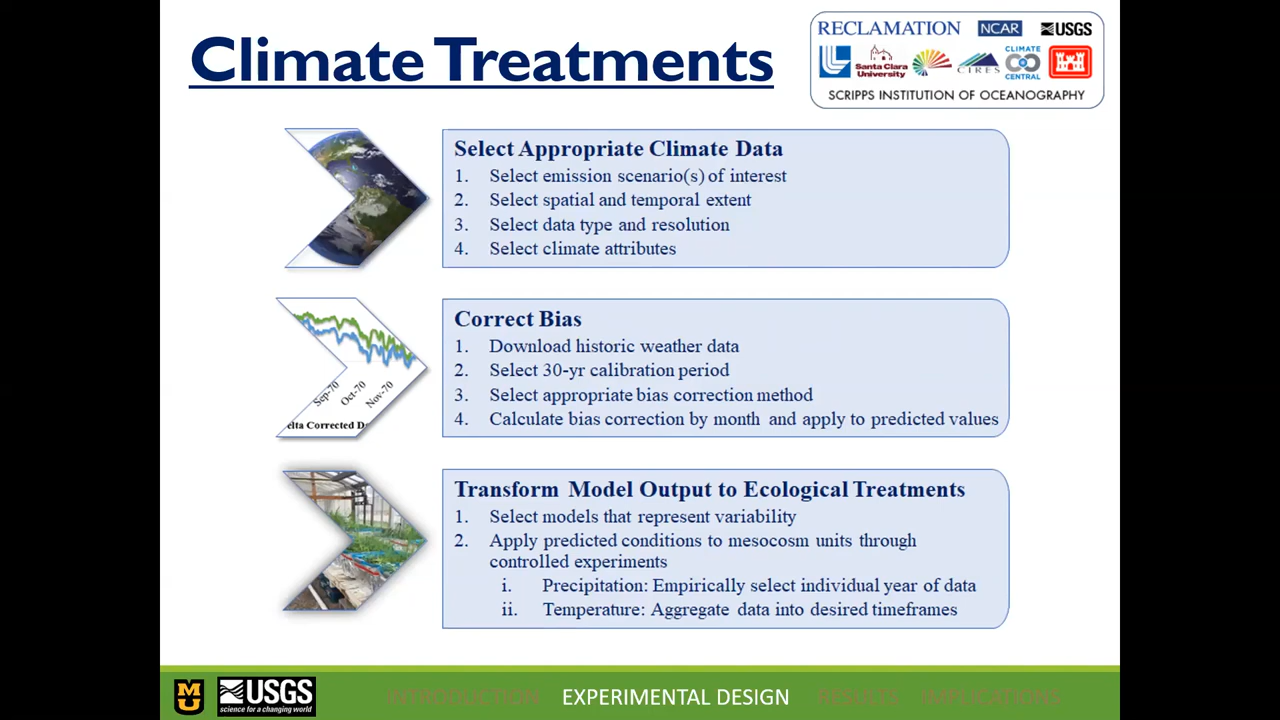 Climate Treatments
RECLAMATION NCAR USGS
Santa Clara University CIRES CLIMATE CENTRAL
SCRIPPS INSTITUTION OF OCEANOGRAPHY
Select Appropriate Climate Data
1. Select emission scenario(s) of interest
2. Select spatial and temporal extent
3. Select data type and resolution
4. Select climate attributes
Correct Bias
1. Download historic weather data
2. Select 30-yr calibration period
3. Select appropriate bias correction method
4. Calculate bias correction by month and apply to predicted values
Sep-70 Oct-70 Nov-70
elta Corrected D
Transform Model Output to Ecological Treatments
1. Select models that represent variability
2. Apply predicted conditions to mesocosm units through
controlled experiments
i. Precipitation: Empirically select individual year of data
ii. Temperature: Aggregate data into desired timeframes
MU USGS
science for a changing world
INTRODUCTION EXPERIMENTAL DESIGN RESULTS IMPLICATIONS